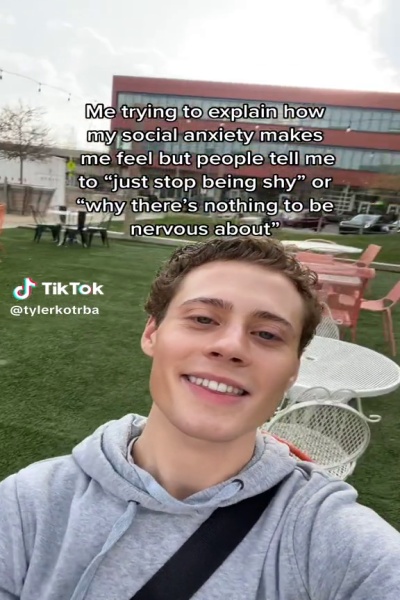 Me trying to explain how
my social anxiety makes
me feel but people tell me
to “just stop being shy” or
“why there’s nothing to be
nervous about”
TikTok
@tylerkotrba